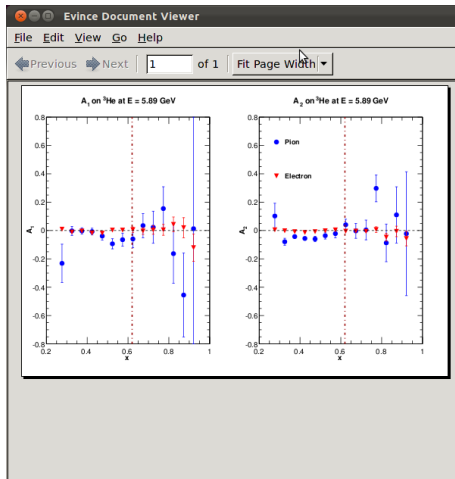 Evince Document Viewer
File Edit View Go Help
Previous Next 1 of 1 Fit Page Width
A1 on 3He at E = 5.89 GeV
A1
0.8
0.6
0.4
0.2
0
-0.2
-0.4
-0.6
-0.8
0.2 0.4 0.6 0.8 1
x
A2 on 3He at E = 5.89 GeV
Pion
Electron
A2
0.8
0.6
0.4
0.2
0
-0.2
-0.4
-0.6
-0.8
0.2 0.4 0.6 0.8 1
x